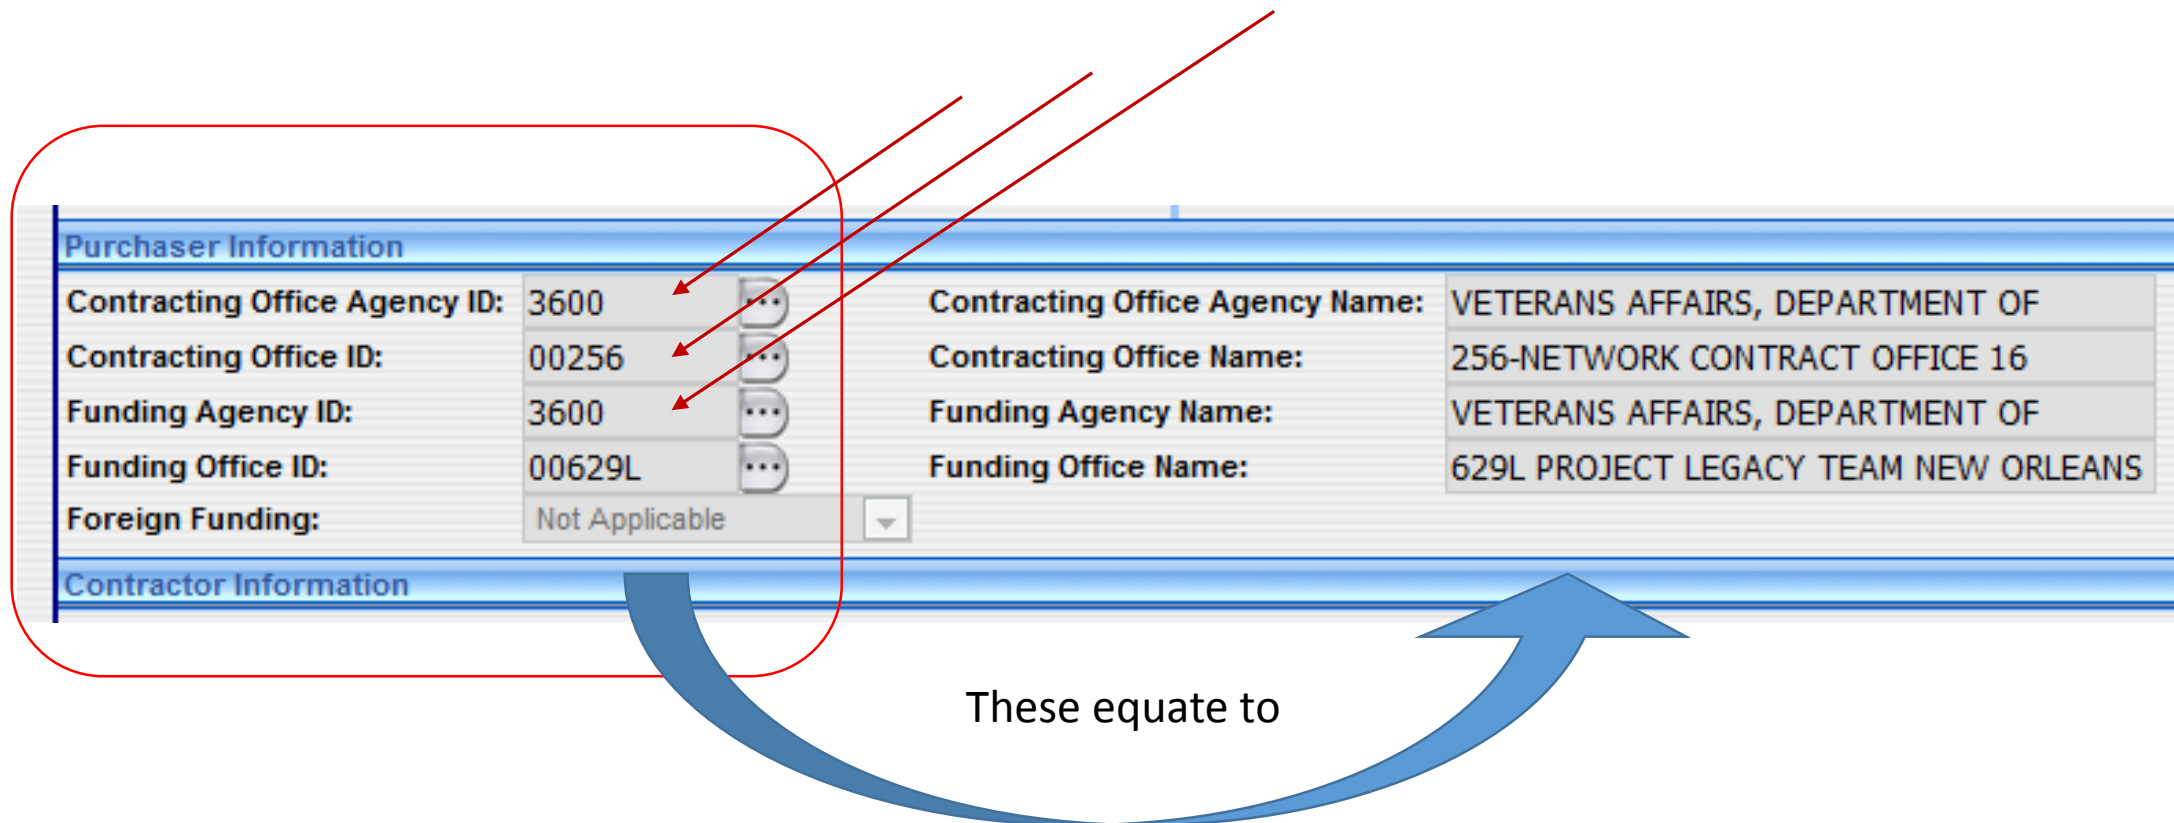 Purchaser Information
Contracting Office Agency ID: 3600 Contracting Office Agency Name: VETERANS AFFAIRS, DEPARTMENT OF
Contracting Office ID: 00256 Contracting Office Name: 256-NETWORK CONTRACT OFFICE 16
Funding Agency ID: 3600 Funding Agency Name: VETERANS AFFAIRS, DEPARTMENT OF
Funding Office ID: 00629L Funding Office Name: 629L PROJECT LEGACY TEAM NEW ORLEANS
Foreign Funding: Not Applicable
Contractor Information
These equate to